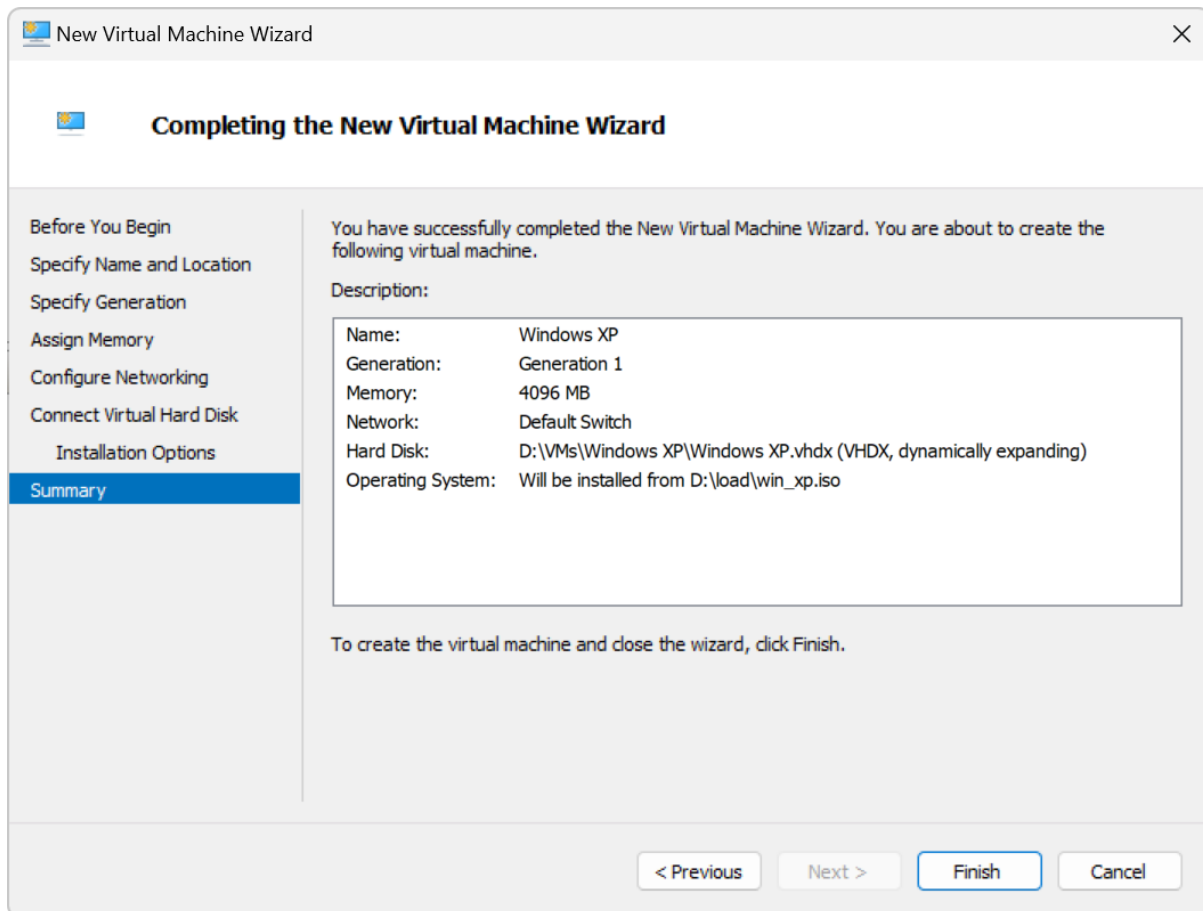 New Virtual Machine Wizard
Completing the New Virtual Machine Wizard
Before You Begin
Specify Name and Location
Specify Generation
Assign Memory
Configure Networking
Connect Virtual Hard Disk
Installation Options
Summary
You have successfully completed the New Virtual Machine Wizard. You are about to create the
following virtual machine.
Description:
Name: Windows XP
Generation: Generation 1
Memory: 4096 MB
Network: Default Switch
Hard Disk: D:\VMs\Windows XP\Windows XP.vhdx (VHDX, dynamically expanding)
Operating System: Will be installed from D:\load\win_xp.iso
To create the virtual machine and close the wizard, click Finish.
< Previous Next > Finish Cancel